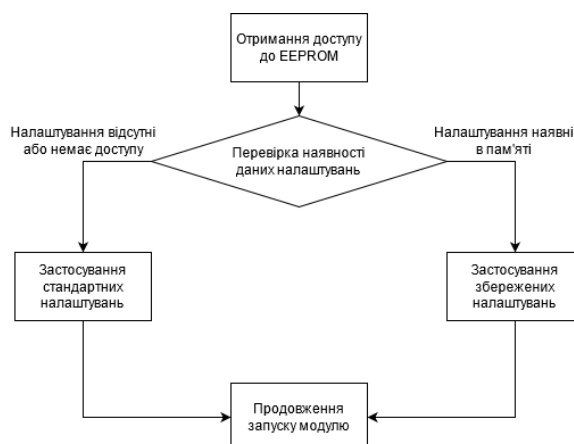 Отримання доступу
до EEPROM
Налаштування відсутні
або немає доступу
Перевірка наявності
даних налаштувань
Налаштування наявні
в пам'яті
Застосування
стандартних
налаштувань
Застосування
збережених
налаштувань
Продовження
запуску модулю